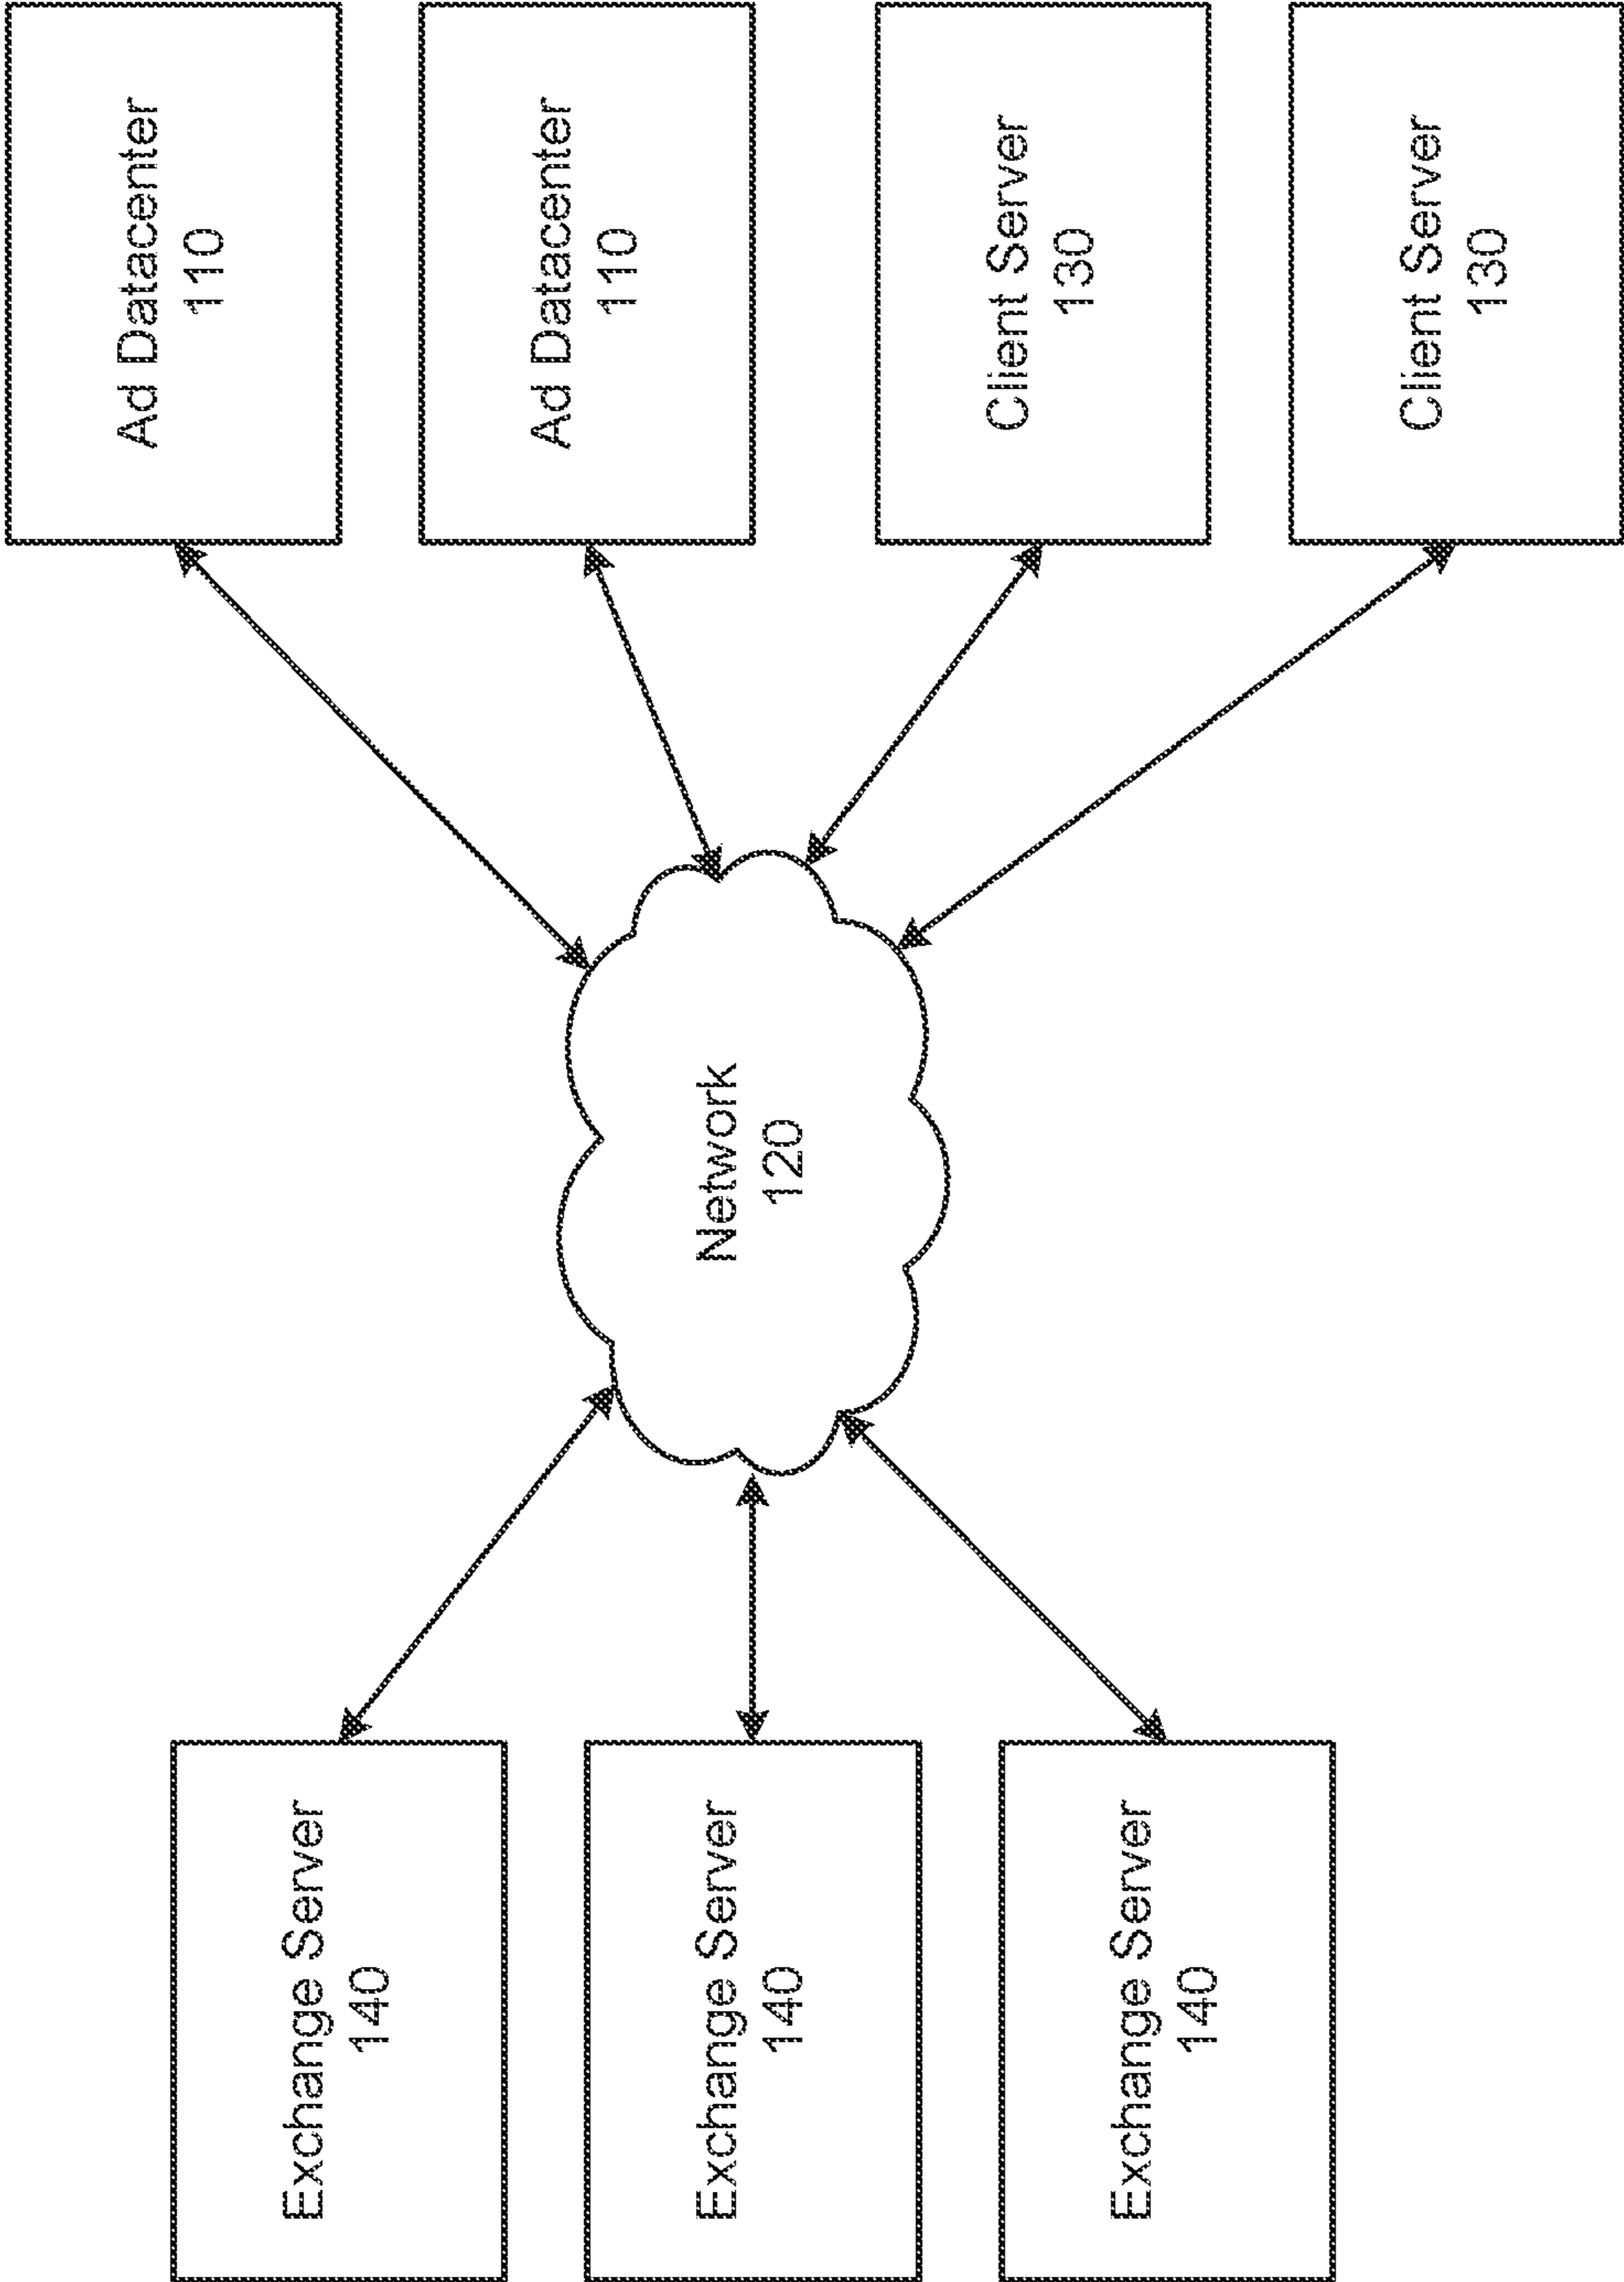 Exchange Server
140
Exchange Server
140
Exchange Server
140
Network
120
Ad Datacenter
110
Ad Datacenter
110
Client Server
130
Client Server
130